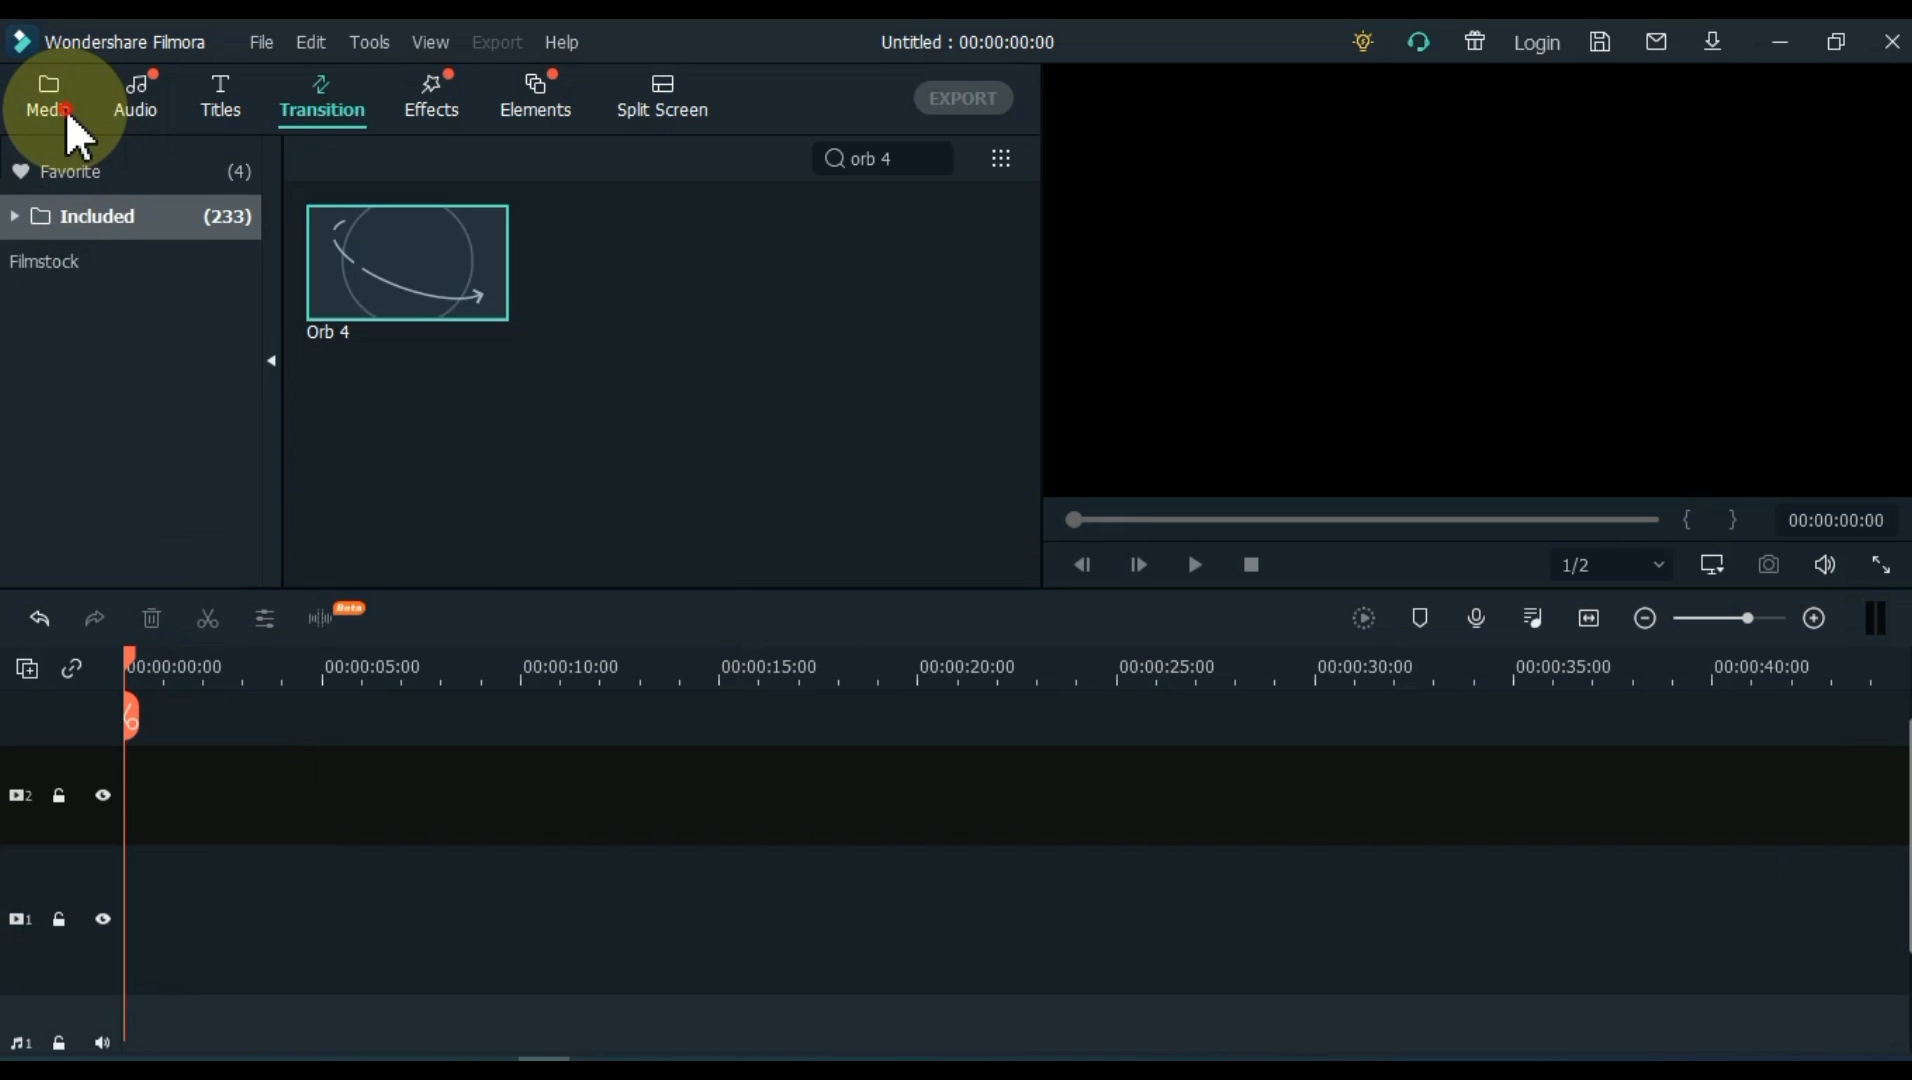 Wondershare Filmora File Edit Tools View Export Help Untitled : 00:00:00:00 Login
Media Audio Titles Transition Effects Elements Split Screen EXPORT
Favorite (4) orb 4
Included (233)
Filmstock
Orb 4
{ } 00:00:00:00
1/2
Beta
00:00:00:00 00:00:05:00 00:00:10:00 00:00:15:00 00:00:20:00 00:00:25:00 00:00:30:00 00:00:35:00 00:00:40:00
2
1
1